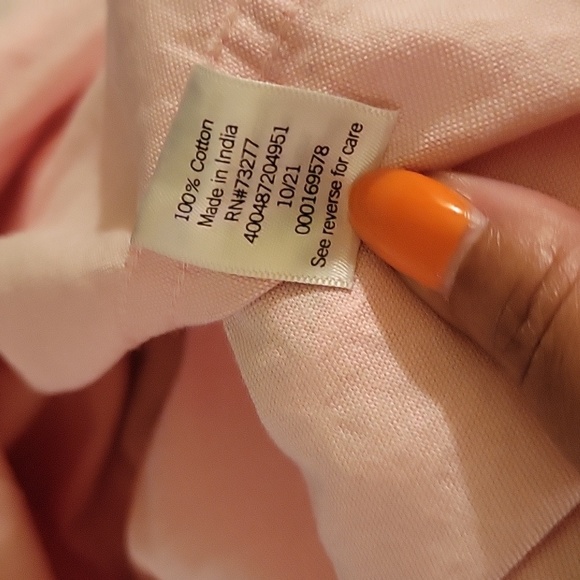 100% Cotton
Made in India
RN#73277
400487204951
10/21
000169578
See reverse for care